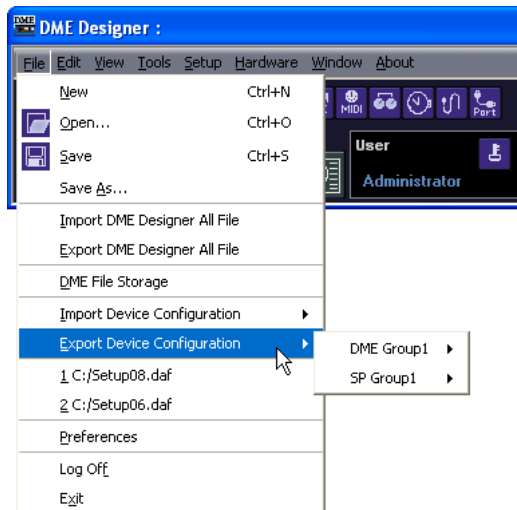 DME DME Designer :
File Edit View Tools Setup Hardware Window About
New Ctrl+N
Open... Ctrl+O
Save Ctrl+S
Save As...
Import DME Designer All File
Export DME Designer All File
DME File Storage
Import Device Configuration
Export Device Configuration
1 C:/Setup08.daf
2 C:/Setup06.daf
Preferences
Log Off
Exit
MIDI Port
User
Administrator
DME Group1
SP Group1